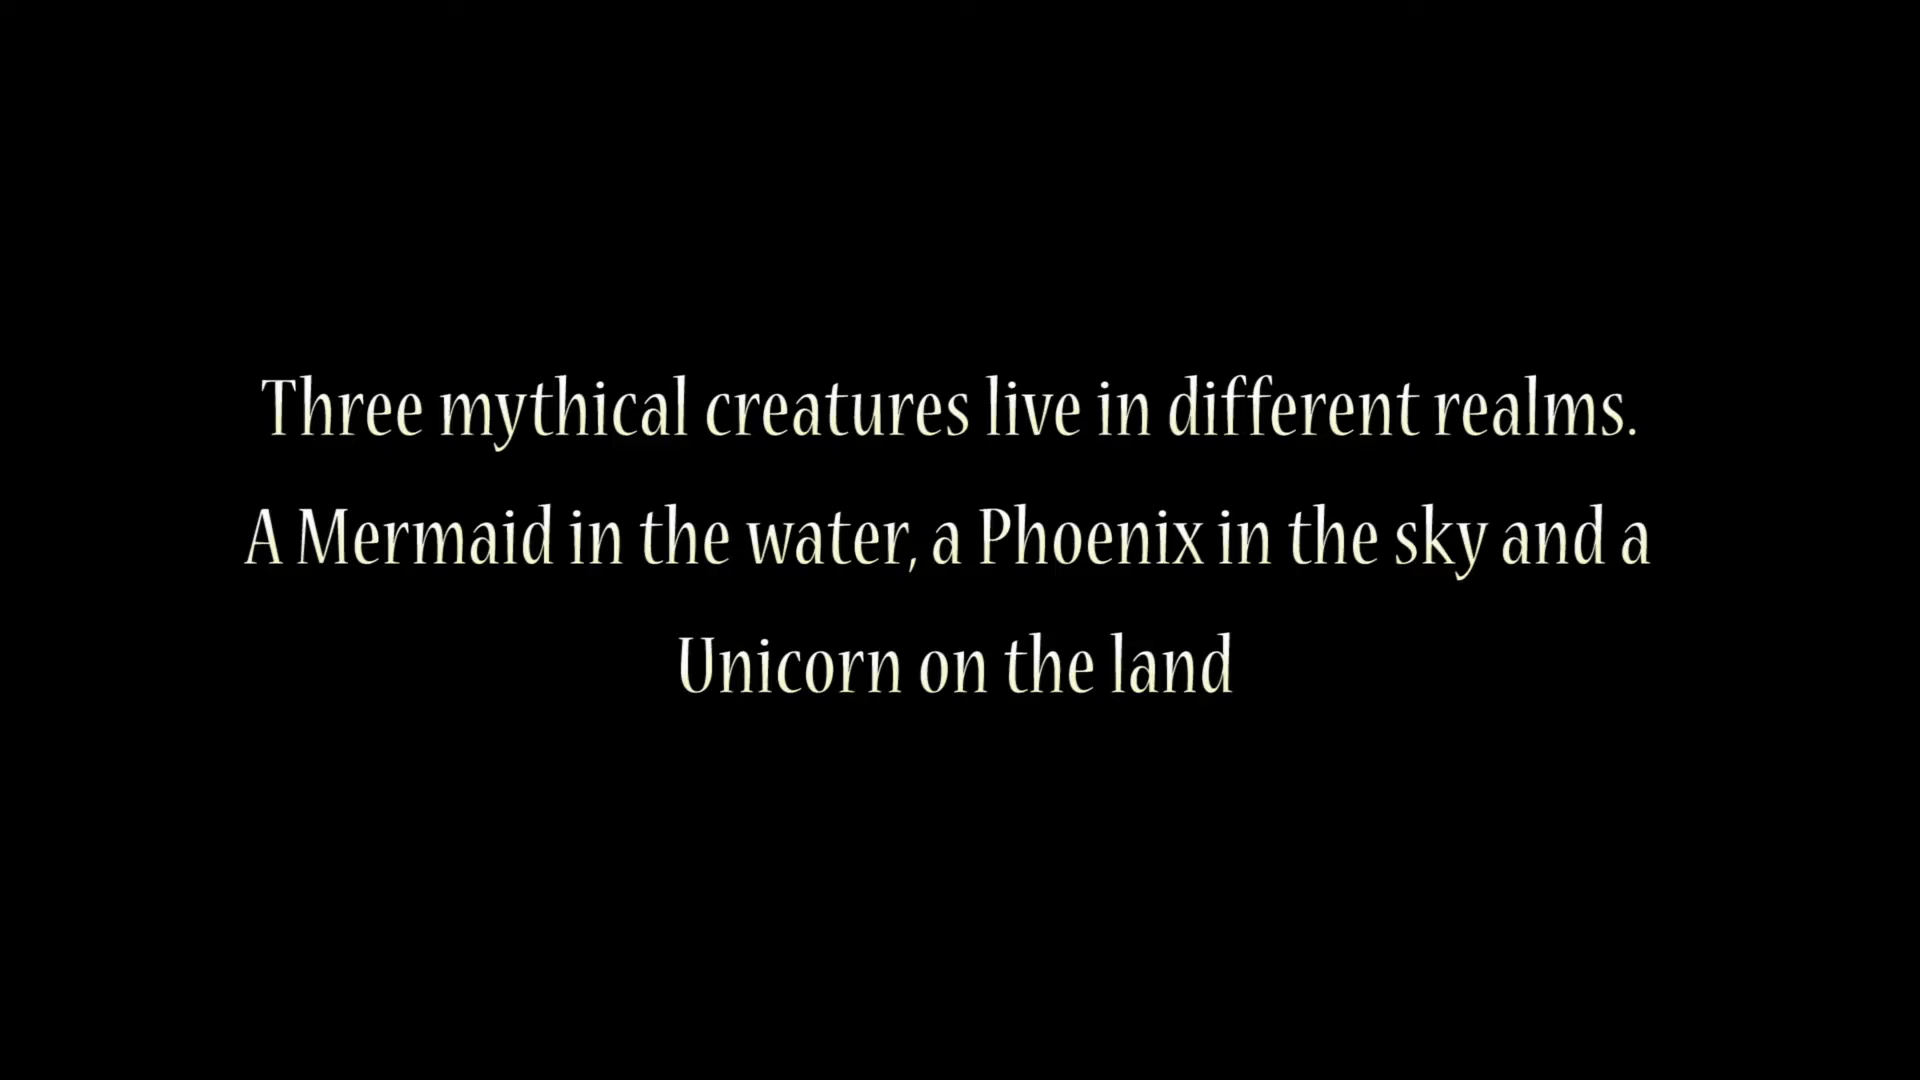 Three mythical creatures live in different realms.
A Mermaid in the water, a Phoenix in the sky and a
Unicorn on the land